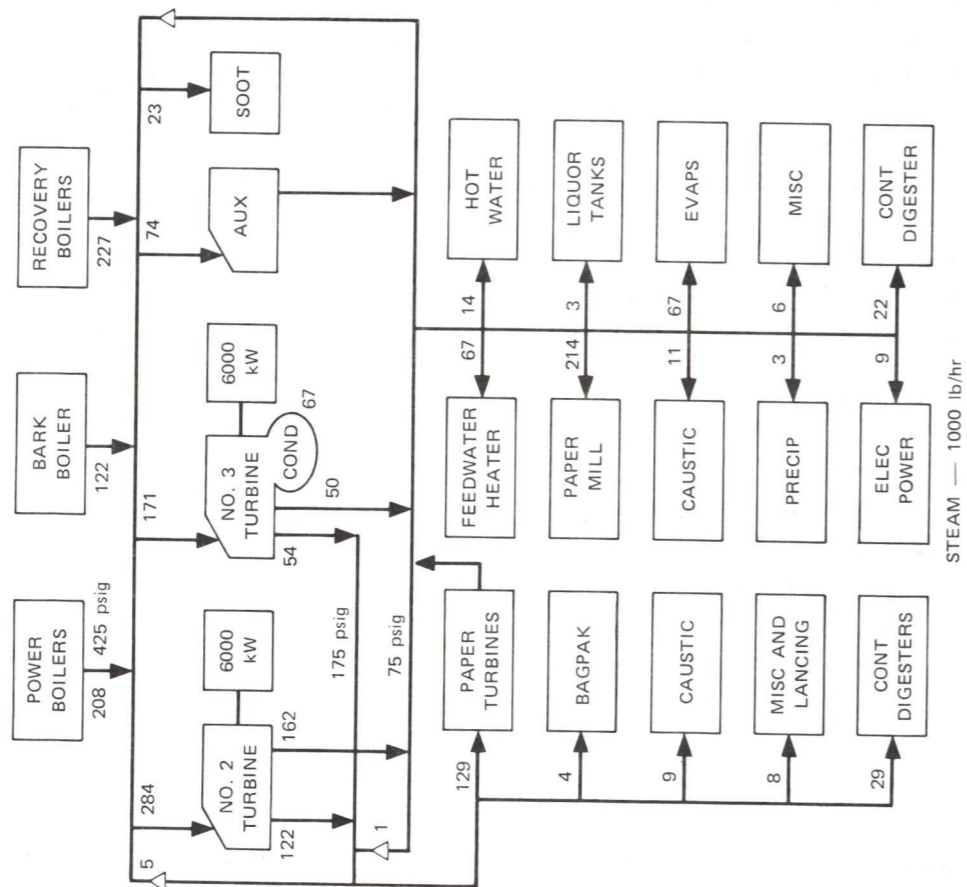 POWER
BOILERS
BARK
BOILER
RECOVERY
BOILERS
208
425 psig
122
227
5
284
171
74
23
NO. 2
TURBINE
6000
kW
NO. 3
TURBINE
6000
kW
COND
67
AUX
SOOT
122
162
54
50
175 psig
1
75 psig
129
PAPER
TURBINES
4
BAGPAK
9
CAUSTIC
8
MISC AND
LANCING
29
CONT
DIGESTERS
FEEDWATER
HEATER
67
14
HOT
WATER
PAPER
MILL
214
3
LIQUOR
TANKS
CAUSTIC
11
67
EVAPS
PRECIP
3
6
MISC
ELEC
POWER
9
22
CONT
DIGESTER
STEAM — 1000 lb/hr